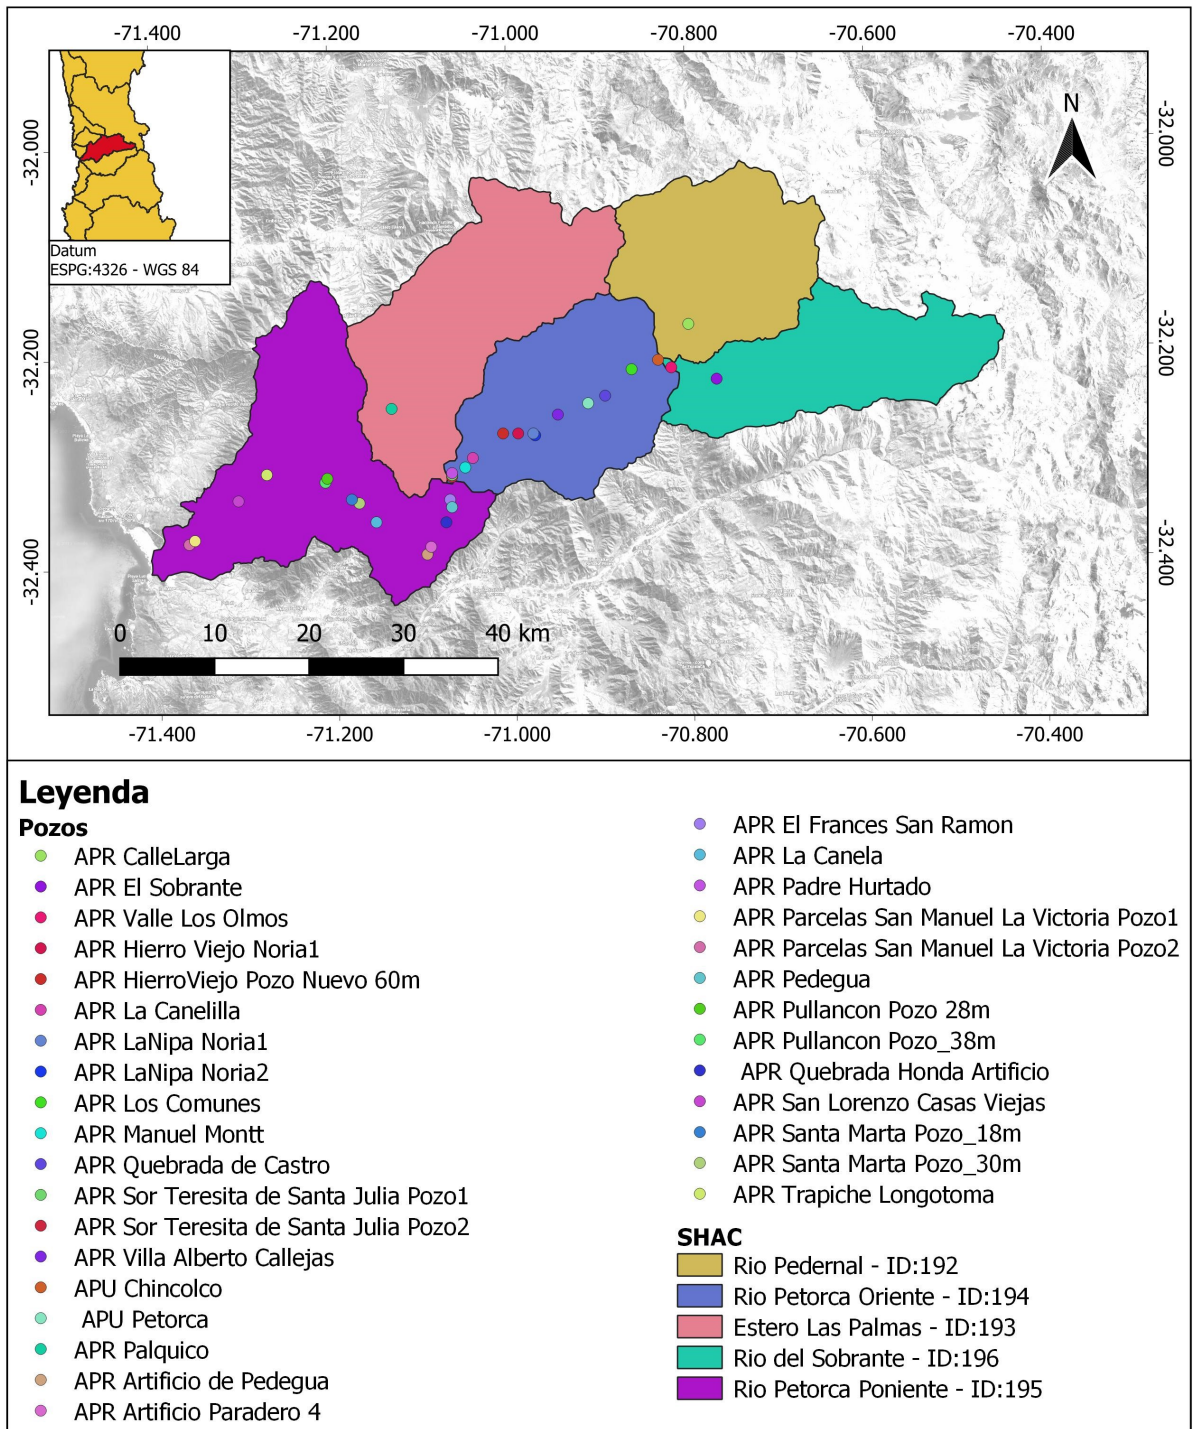 -71.400 -71.200 -71.000 -70.800 -70.600 -70.400
-32.000
-32.200
-32.400
-32.000
-32.200
-32.400
N
Datum
ESPG:4326 - WGS 84
0 10 20 30 40 km
-71.400 -71.200 -71.000 -70.800 -70.600 -70.400
Leyenda
Pozos
APR CalleLarga
APR El Sobrante
APR Valle Los Olmos
APR Hierro Viejo Noria1
APR HierroViejo Pozo Nuevo 60m
APR La Canelilla
APR LaNipa Noria1
APR LaNipa Noria2
APR Los Comunes
APR Manuel Montt
APR Quebrada de Castro
APR Sor Teresita de Santa Julia Pozo1
APR Sor Teresita de Santa Julia Pozo2
APR Villa Alberto Callejas
APU Chincolco
APU Petorca
APR Palquico
APR Artificio de Pedegua
APR Artificio Paradero 4
APR El Frances San Ramon
APR La Canela
APR Padre Hurtado
APR Parcelas San Manuel La Victoria Pozo1
APR Parcelas San Manuel La Victoria Pozo2
APR Pedegua
APR Pullancon Pozo 28m
APR Pullancon Pozo_38m
APR Quebrada Honda Artificio
APR San Lorenzo Casas Viejas
APR Santa Marta Pozo_18m
APR Santa Marta Pozo_30m
APR Trapiche Longotoma
SHAC
Rio Pedernal - ID:192
Rio Petorca Oriente - ID:194
Estero Las Palmas - ID:193
Rio del Sobrante - ID:196
Rio Petorca Poniente - ID:195